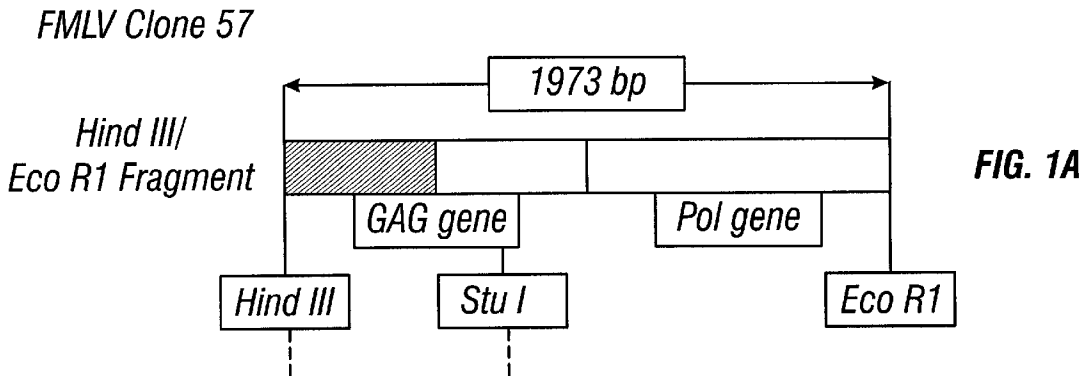 FMLV Clone 57
1973 bp
Hind III/
Eco R1 Fragment
FIG. 1A
GAG gene
Pol gene
Hind III
Stu I
Eco R1